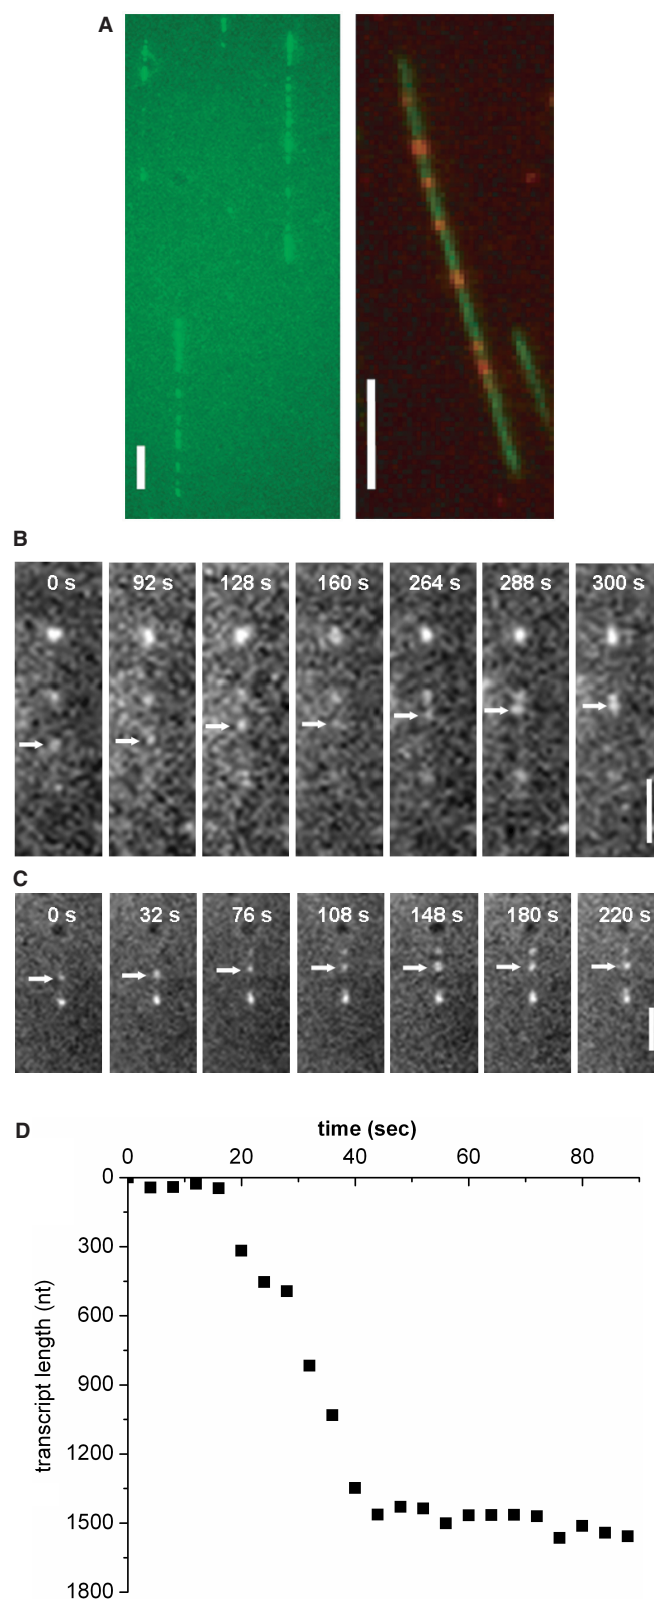 A
B
0 s 92 s 128 s 160 s 264 s 288 s 300 s
C
0 s 32 s 76 s 108 s 148 s 180 s 220 s
D
time (sec)
0 20 40 60 80
0
300
600
900
1200
1500
1800
transcript length (nt)